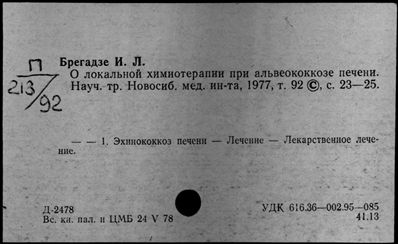 П
213/92
Брегадзе И. Л.
О локальной химиотерапии при альвеококкозе печени.
Науч. тр. Новосиб. мед. ин-та, 1977, т. 92 ©, с. 23—25.
— — 1. Эхинококкоз печени — Лечение — Лекарственное лече-
ние.
Д-2478
Вс. кн. пал. и ЦМБ 24 V 78
УДК 616.36—002.95—085
41.13